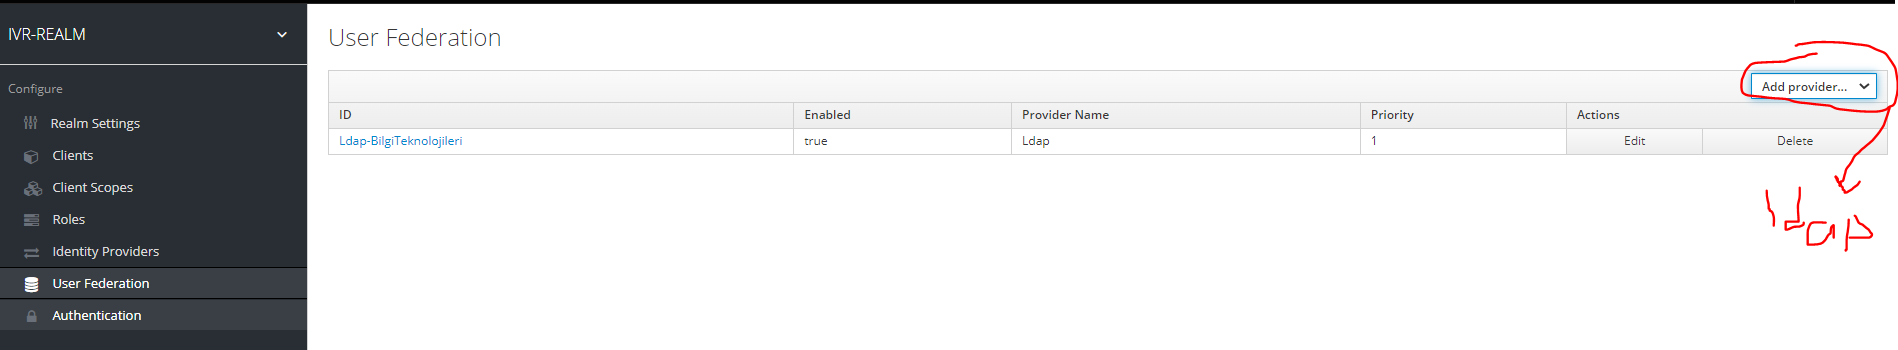 IVR-REALM
Configure
Realm Settings
Clients
Client Scopes
Roles
Identity Providers
User Federation
Authentication
User Federation
Add provider...
ID Enabled Provider Name Priority Actions
Ldap-BilgiTeknolojileri true Ldap 1 Edit Delete
ldap